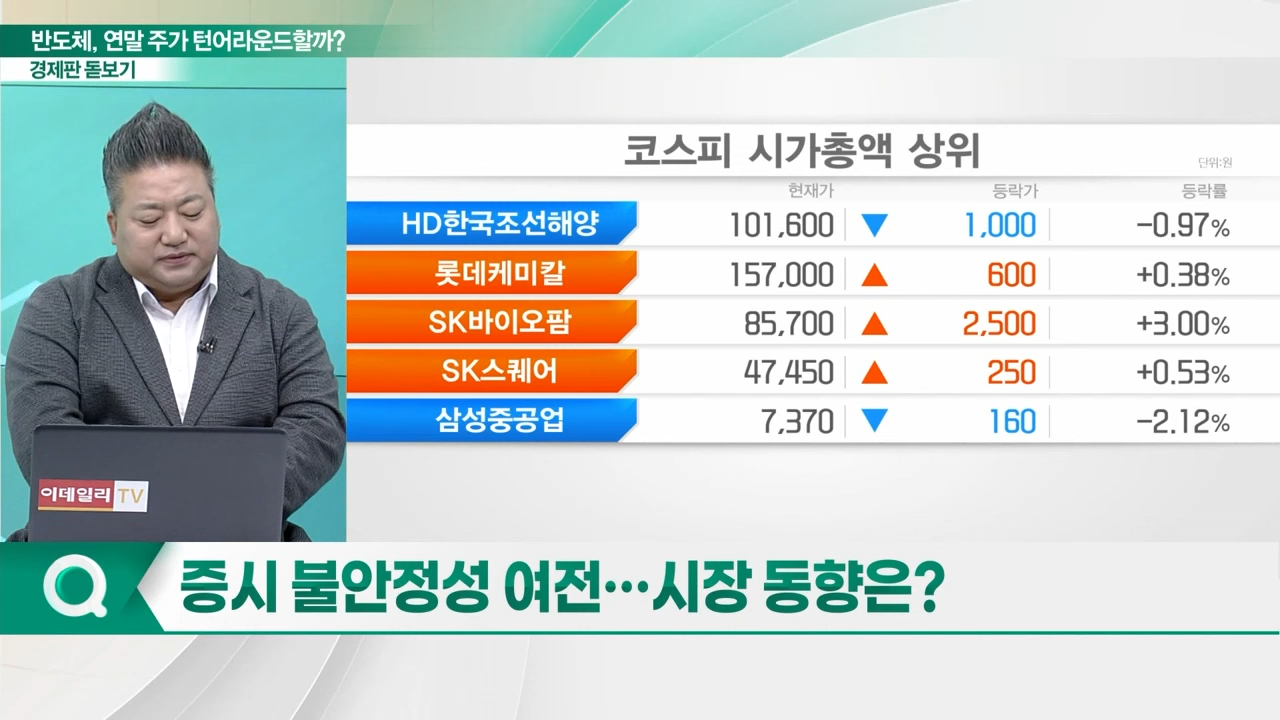 반도체, 연말 주가 턴어라운드할까?
경제판 돋보기
코스피 시가총액 상위
단위:원
현재가 등락가 등락률
HD한국조선해양 101,600 ▼ 1,000 -0.97%
롯데케미칼 157,000 ▲ 600 +0.38%
SK바이오팜 85,700 ▲ 2,500 +3.00%
SK스퀘어 47,450 ▲ 250 +0.53%
삼성중공업 7,370 ▼ 160 -2.12%
이데일리 TV
증시 불안정성 여전…시장 동향은?